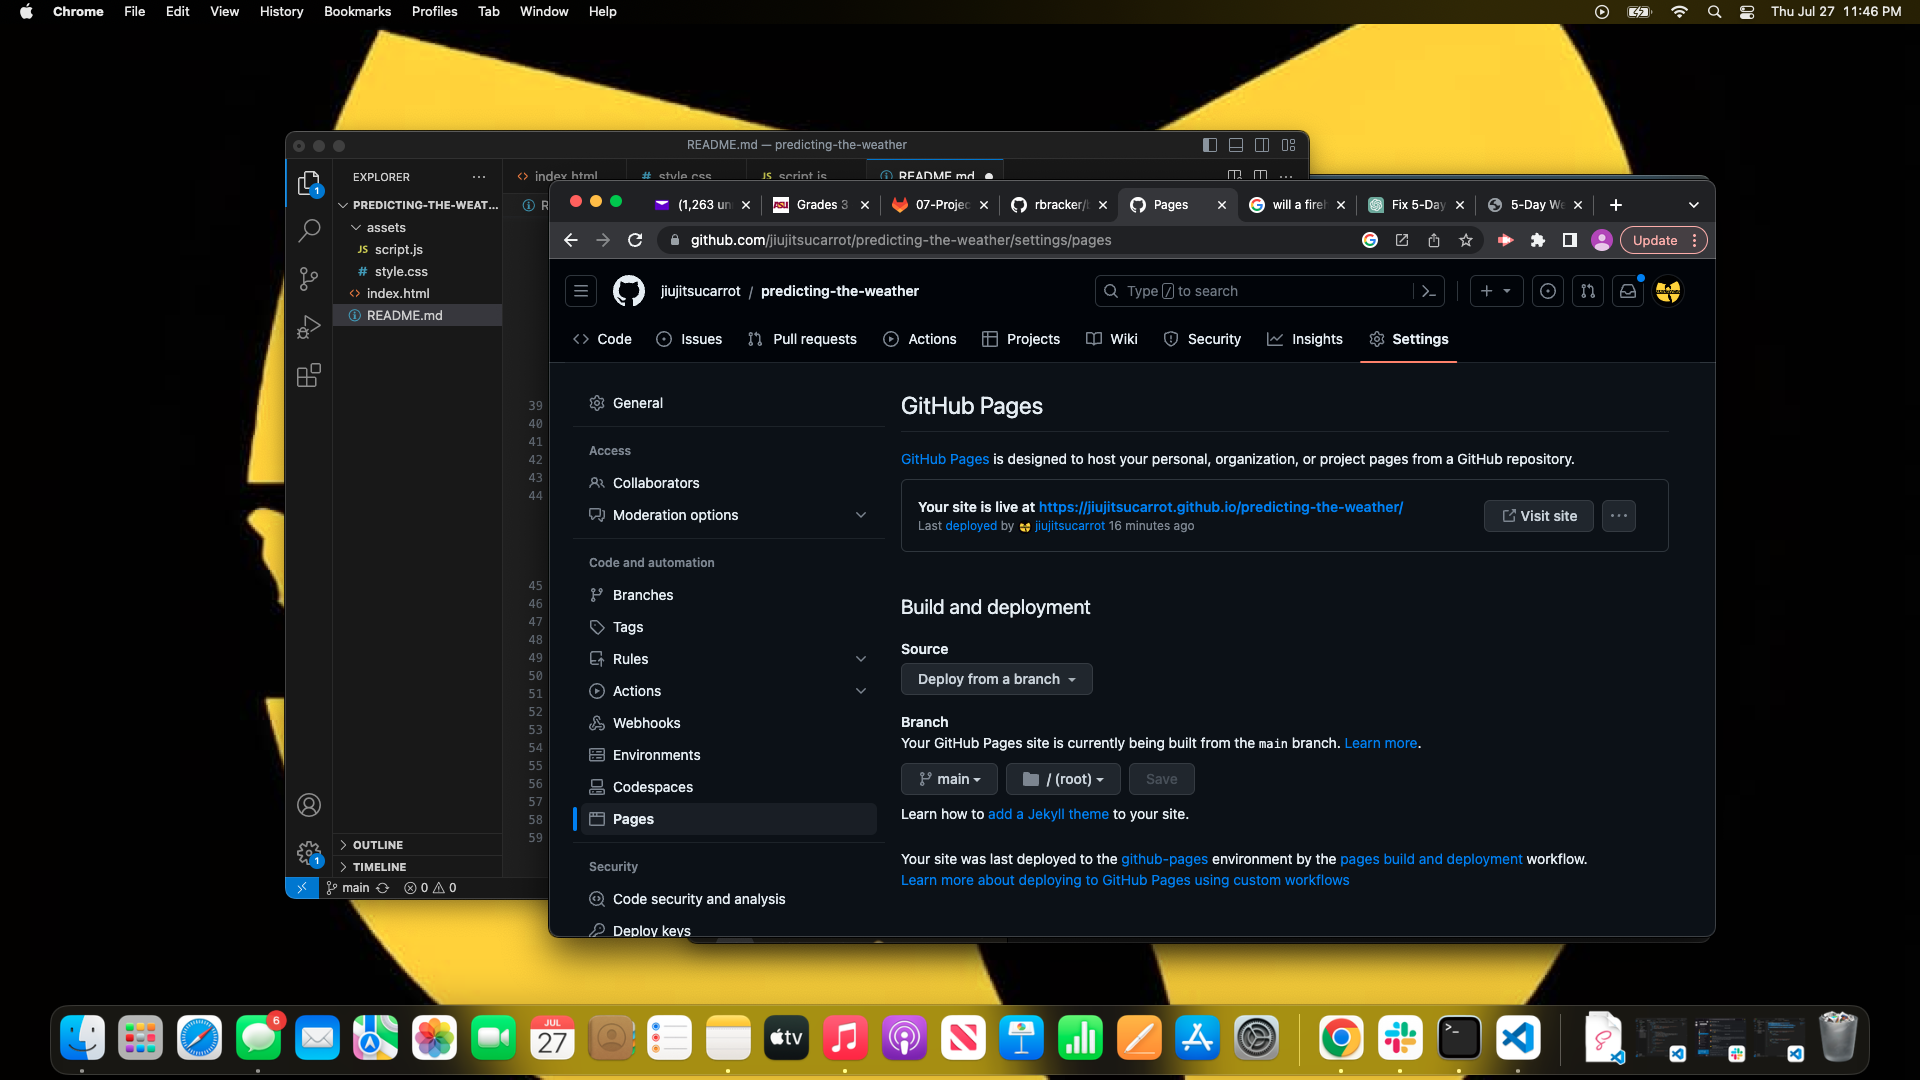 Chrome File Edit View History Bookmarks Profiles Tab Window Help
Thu Jul 27 11:46 PM
README.md — predicting-the-weather
EXPLORER
index.html
style.css
script.js
README.md
PREDICTING-THE-WEAT...
assets
JS script.js
# style.css
<> index.html
README.md
OUTLINE
TIMELINE
main
0 0
1
1
39
40
41
42
43
44
45
46
47
48
49
50
51
52
53
54
55
56
57
58
59
(1,263 un
Grades 3
07-Projec
rbracker/b
Pages
will a fireh
Fix 5-Day
5-Day We
github.com/jiujitsucarrot/predicting-the-weather/settings/pages
Update
jiujitsucarrot / predicting-the-weather
Type / to search
Code
Issues
Pull requests
Actions
Projects
Wiki
Security
Insights
Settings
General
Access
Collaborators
Moderation options
Code and automation
Branches
Tags
Rules
Actions
Webhooks
Environments
Codespaces
Pages
Security
Code security and analysis
Deploy keys
GitHub Pages
GitHub Pages is designed to host your personal, organization, or project pages from a GitHub repository.
Your site is live at https://jiujitsucarrot.github.io/predicting-the-weather/
Last deployed by jiujitsucarrot 16 minutes ago
Visit site
Build and deployment
Source
Deploy from a branch
Branch
Your GitHub Pages site is currently being built from the main branch. Learn more.
main
/ (root)
Save
Learn how to add a Jekyll theme to your site.
Your site was last deployed to the github-pages environment by the pages build and deployment workflow.
Learn more about deploying to GitHub Pages using custom workflows
6
JUL
27
tv